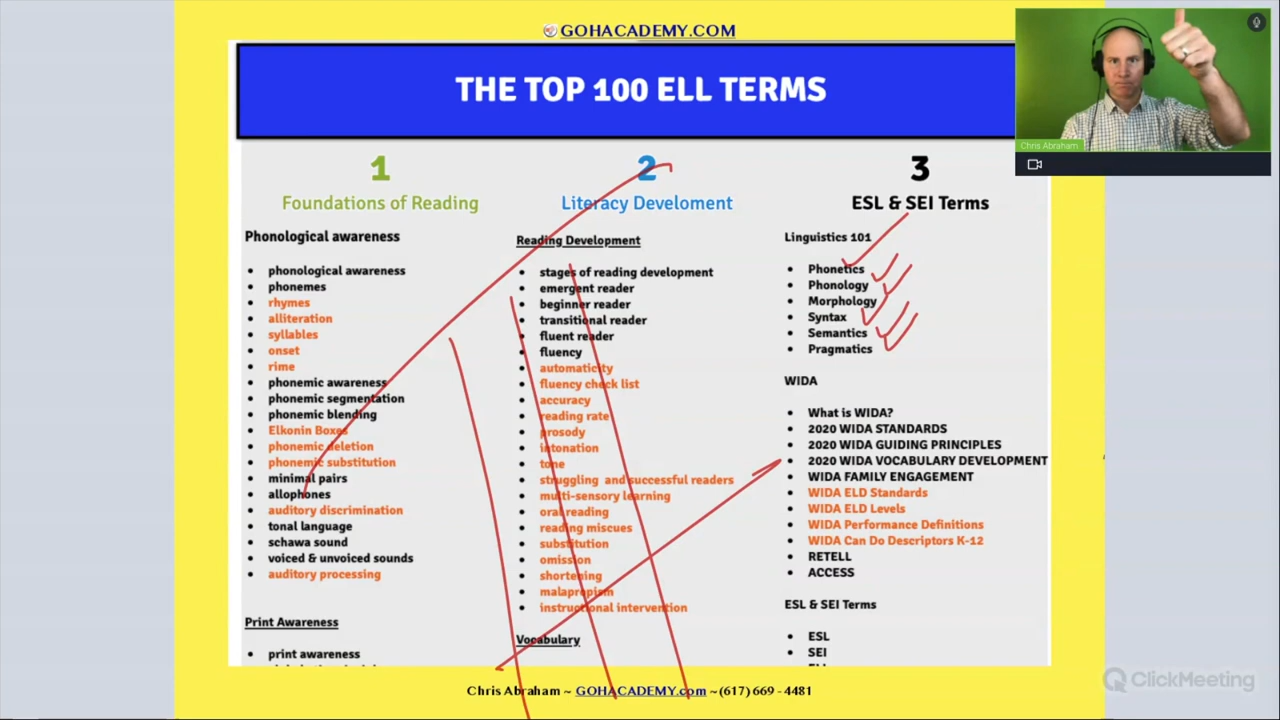 GOHACADEMY.COM
THE TOP 100 ELL TERMS
Chris Abraham
1
Foundations of Reading
Phonological awareness
phonological awareness
phonemes
rhymes
alliteration
syllables
onset
rime
phonemic awareness
phonemic segmentation
phonemic blending
Elkonin Boxes
phonemic deletion
phonemic substitution
minimal pairs
allophones
auditory discrimination
tonal language
schawa sound
voiced & unvoiced sounds
auditory processing
Print Awareness
print awareness
2
Literacy Develoment
Reading Development
stages of reading development
emergent reader
beginner reader
transitional reader
fluent reader
fluency
automaticity
fluency check list
accuracy
reading rate
prosody
intonation
tone
struggling and successful readers
multi-sensory learning
oral reading
reading miscues
substitution
omission
shortening
malapropism
instructional intervention
Vocabulary
3
ESL & SEI Terms
Linguistics 101
Phonetics
Phonology
Morphology
Syntax
Semantics
Pragmatics
WIDA
What is WIDA?
2020 WIDA STANDARDS
2020 WIDA GUIDING PRINCIPLES
2020 WIDA VOCABULARY DEVELOPMENT
WIDA FAMILY ENGAGEMENT
WIDA ELD Standards
WIDA ELD Levels
WIDA Performance Definitions
WIDA Can Do Descriptors K-12
RETELL
ACCESS
ESL & SEI Terms
ESL
SEI
Chris Abraham ~ GOHACADEMY.com ~(617) 669 - 4481
ClickMeeting